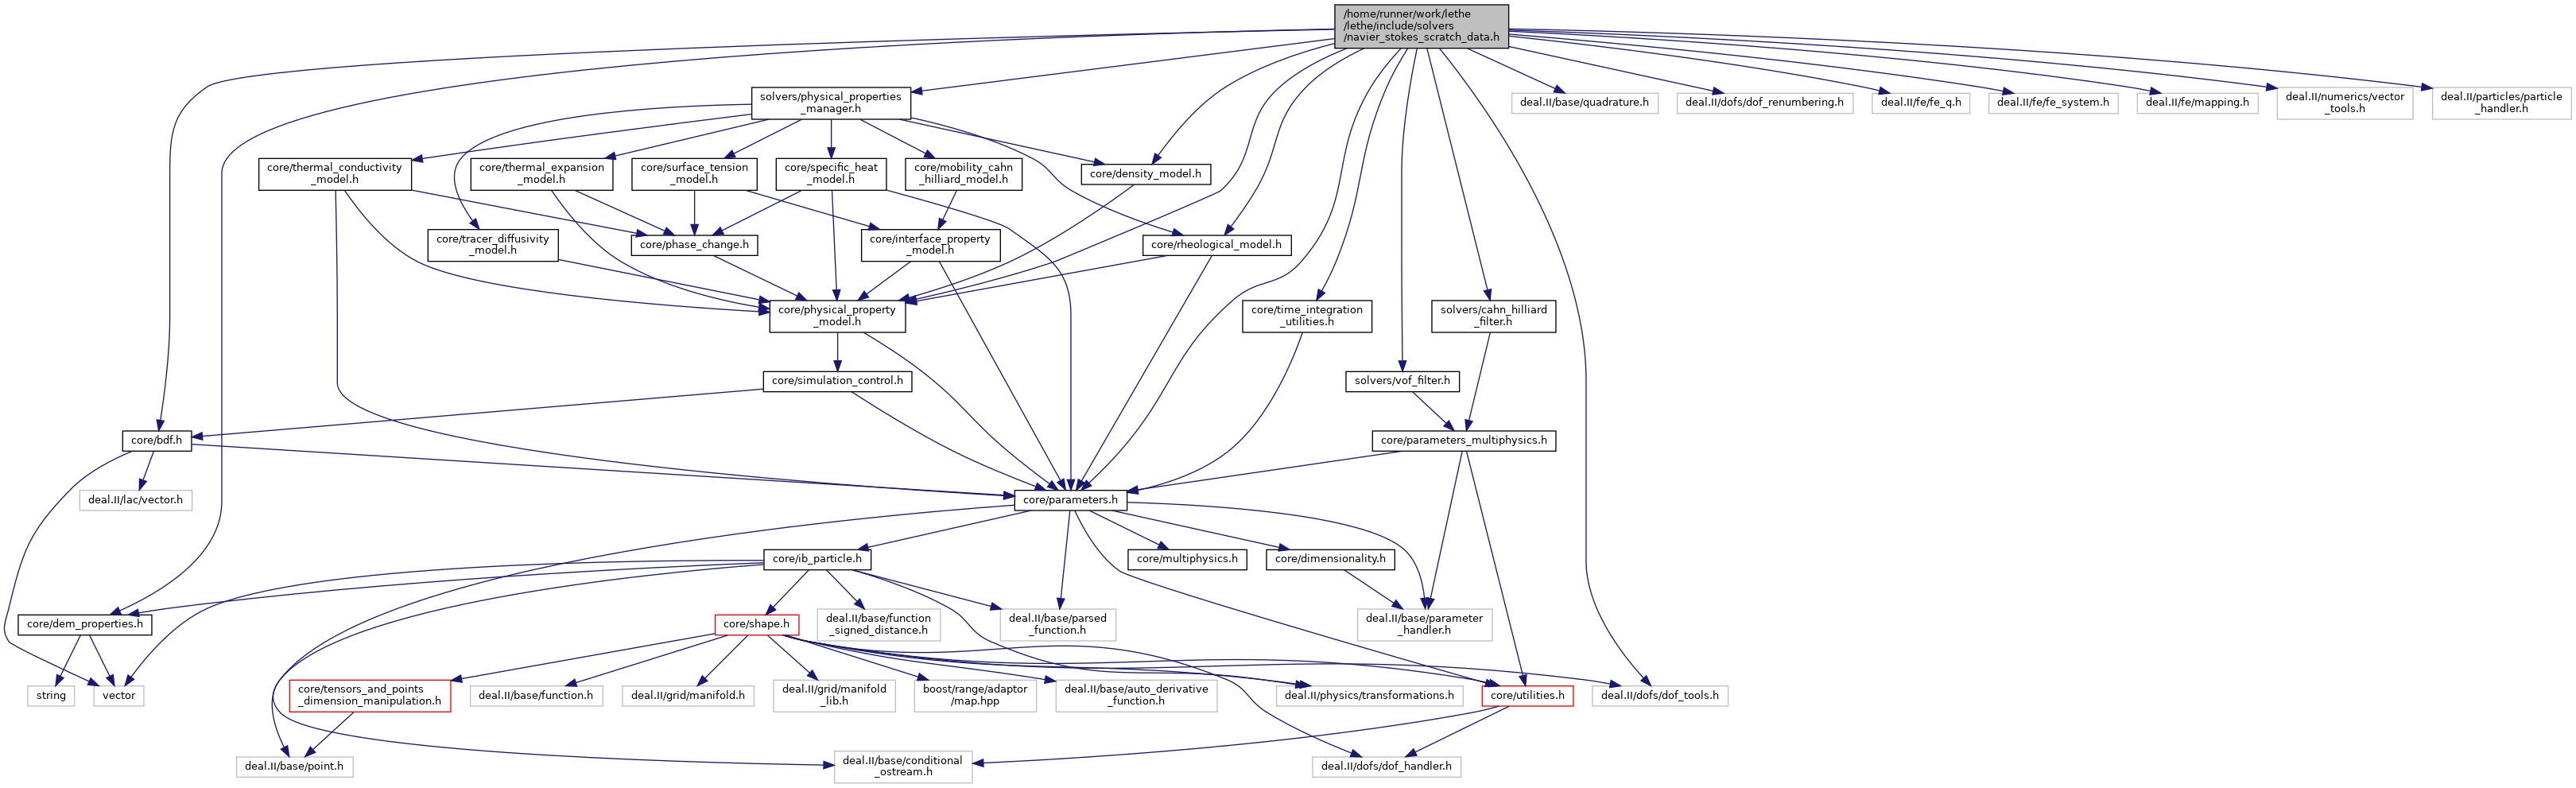 /home/runner/work/lethe
/lethe/include/solvers
/navier_stokes_scratch_data.h
solvers/physical_properties
_manager.h
deal.II/base/quadrature.h
deal.II/dofs/dof_renumbering.h
deal.II/fe/fe_q.h
deal.II/fe/fe_system.h
deal.II/fe/mapping.h
deal.II/numerics/vector
_tools.h
deal.II/particles/particle
_handler.h
core/thermal_conductivity
_model.h
core/thermal_expansion
_model.h
core/surface_tension
_model.h
core/specific_heat
_model.h
core/mobility_cahn
_hilliard_model.h
core/density_model.h
core/tracer_diffusivity
_model.h
core/phase_change.h
core/interface_property
_model.h
core/rheological_model.h
core/physical_property
_model.h
core/time_integration
_utilities.h
solvers/cahn_hilliard
_filter.h
core/simulation_control.h
solvers/vof_filter.h
core/bdf.h
core/parameters_multiphysics.h
deal.II/lac/vector.h
core/parameters.h
core/ib_particle.h
core/multiphysics.h
core/dimensionality.h
core/dem_properties.h
core/shape.h
deal.II/base/function
_signed_distance.h
deal.II/base/parsed
_function.h
deal.II/base/parameter
_handler.h
string
vector
core/tensors_and_points
_dimension_manipulation.h
deal.II/base/function.h
deal.II/grid/manifold.h
deal.II/grid/manifold
_lib.h
boost/range/adaptor
/map.hpp
deal.II/base/auto_derivative
_function.h
deal.II/physics/transformations.h
core/utilities.h
deal.II/dofs/dof_tools.h
deal.II/base/point.h
deal.II/base/conditional
_ostream.h
deal.II/dofs/dof_handler.h